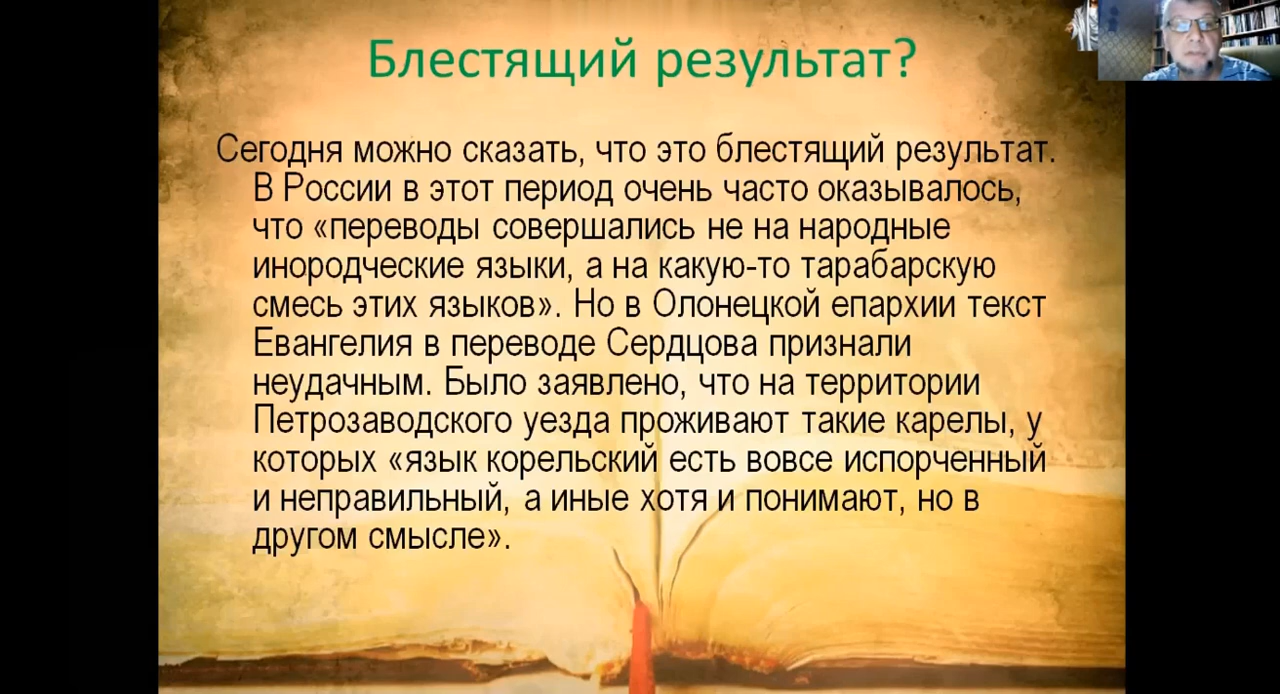 Блестящий результат?
Сегодня можно сказать, что это блестящий результат.
В России в этот период очень часто оказывалось,
что «переводы совершались не на народные
инородческие языки, а на какую-то тарабарскую
смесь этих языков». Но в Олонецкой епархии текст
Евангелия в переводе Сердцова признали
неудачным. Было заявлено, что на территории
Петрозаводского уезда проживают такие карелы, у
которых «язык корельский есть вовсе испорченный
и неправильный, а иные хотя и понимают, но в
другом смысле».